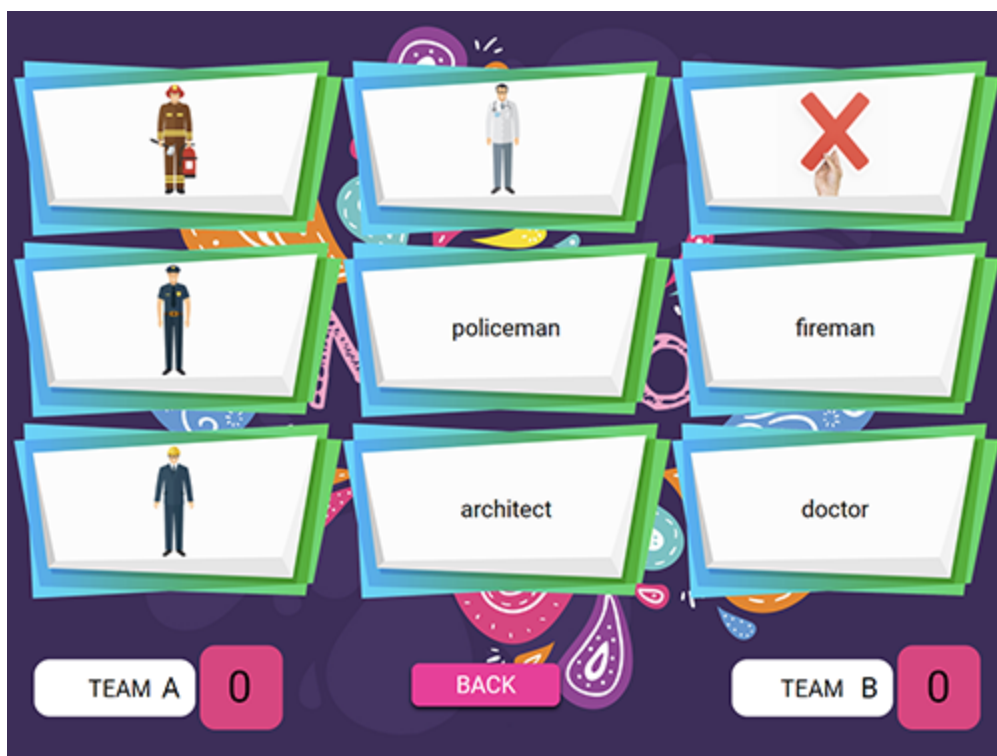 policeman
fireman
architect
doctor
TEAM A
0
BACK
TEAM B
0